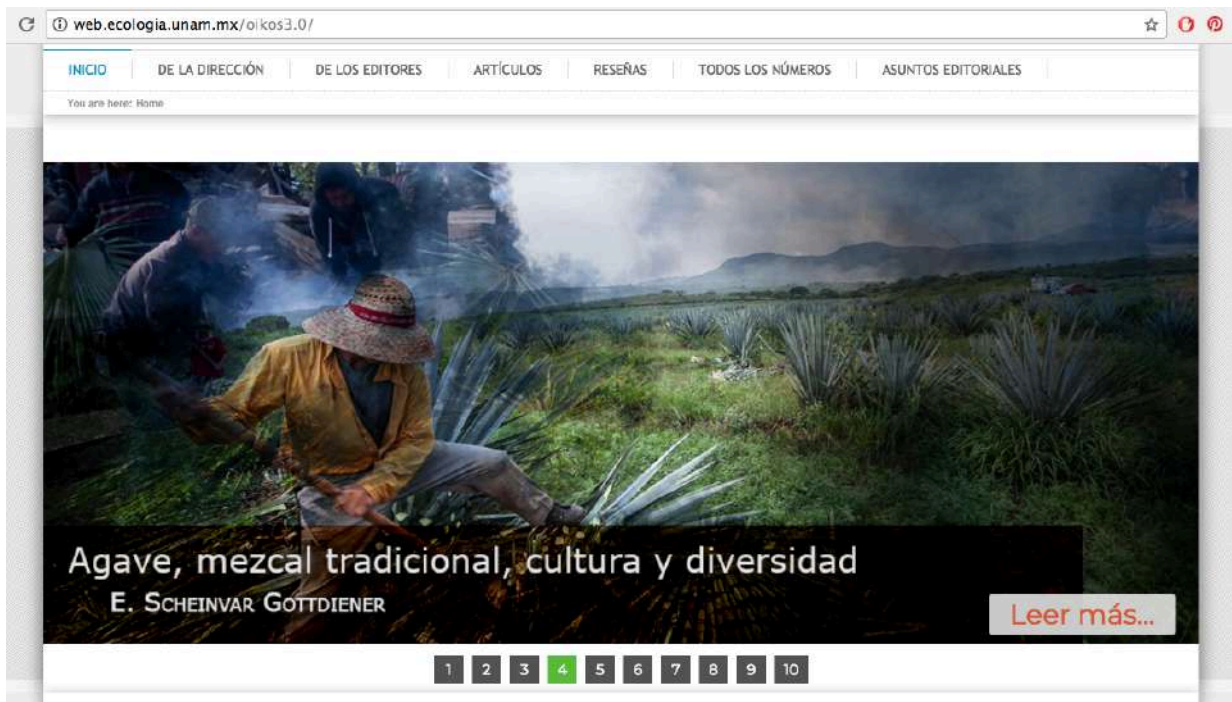 web.ecologia.unam.mx/oikos3.0/
INICIO DE LA DIRECCIÓN DE LOS EDITORES ARTÍCULOS RESEÑAS TODOS LOS NÚMEROS ASUNTOS EDITORIALES
You are here: Home
Agave, mezcal tradicional, cultura y diversidad
E. SCHEINVAR GOTTDIENER
Leer más...
1 2 3 4 5 6 7 8 9 10